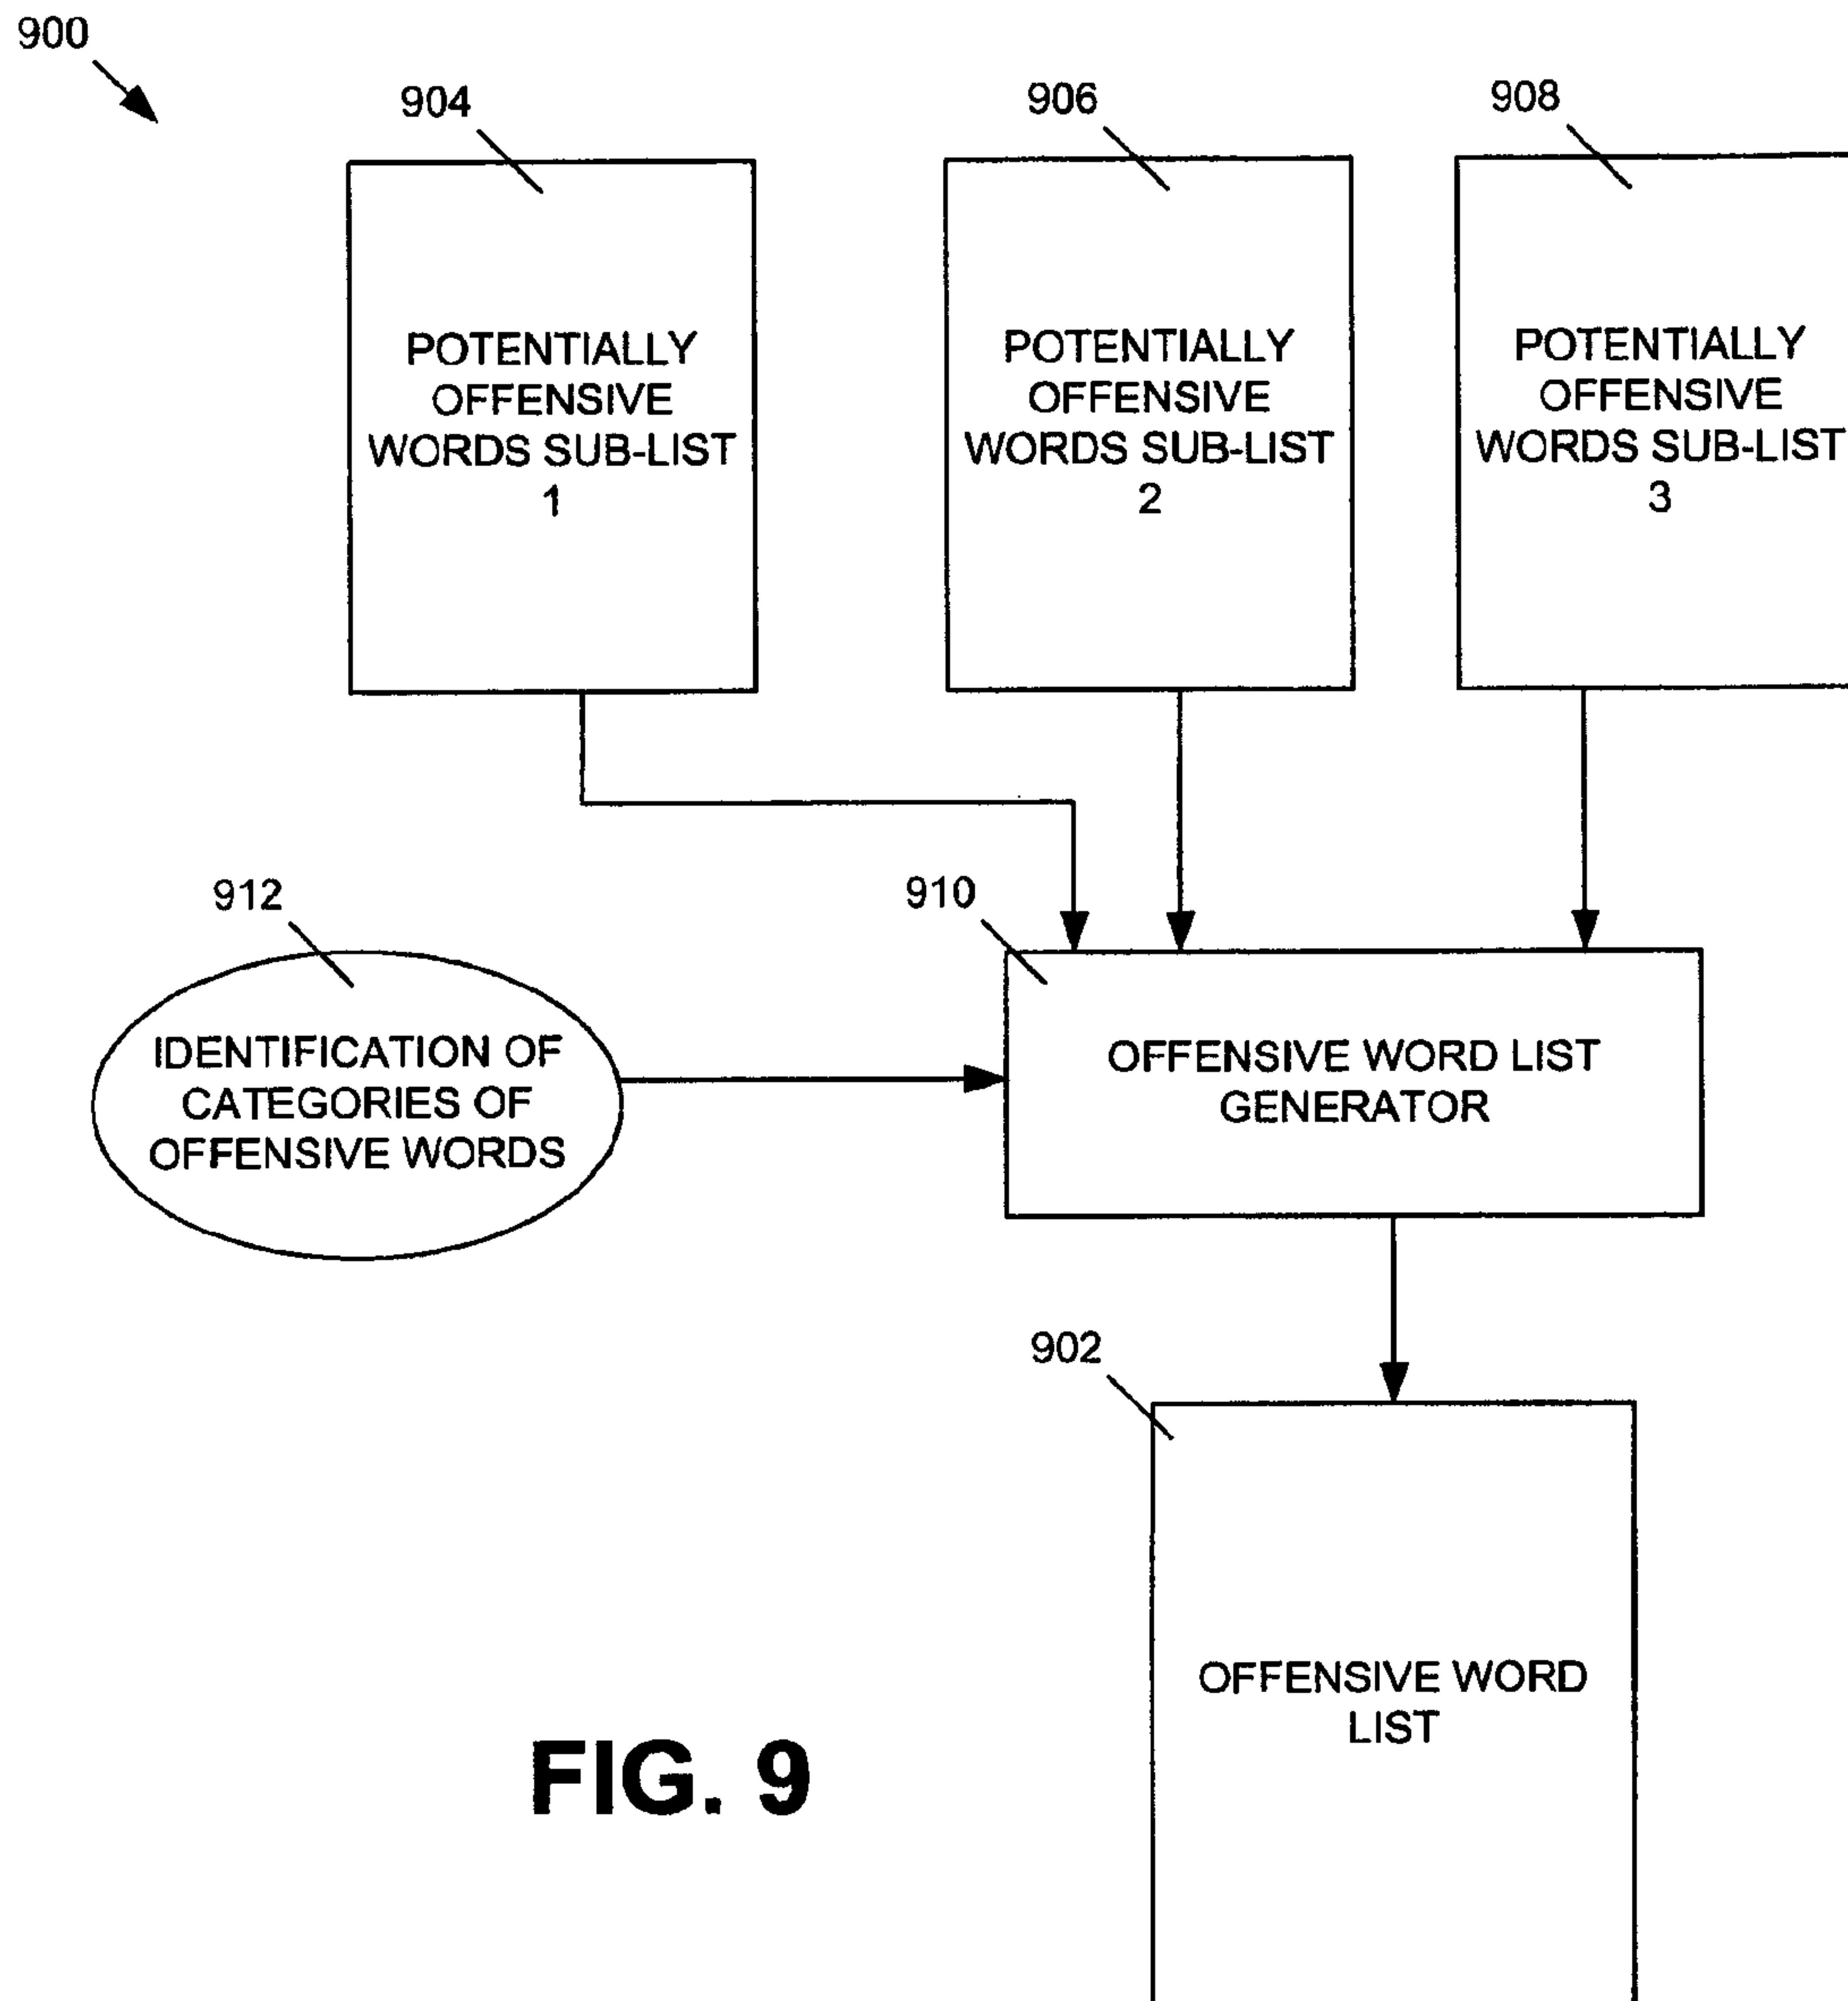 900
904
906
908
POTENTIALLY
OFFENSIVE
WORDS SUB-LIST
1
POTENTIALLY
OFFENSIVE
WORDS SUB-LIST
2
POTENTIALLY
OFFENSIVE
WORDS SUB-LIST
3
912
910
IDENTIFICATION OF
CATEGORIES OF
OFFENSIVE WORDS
OFFENSIVE WORD LIST
GENERATOR
902
OFFENSIVE WORD
LIST
FIG. 9